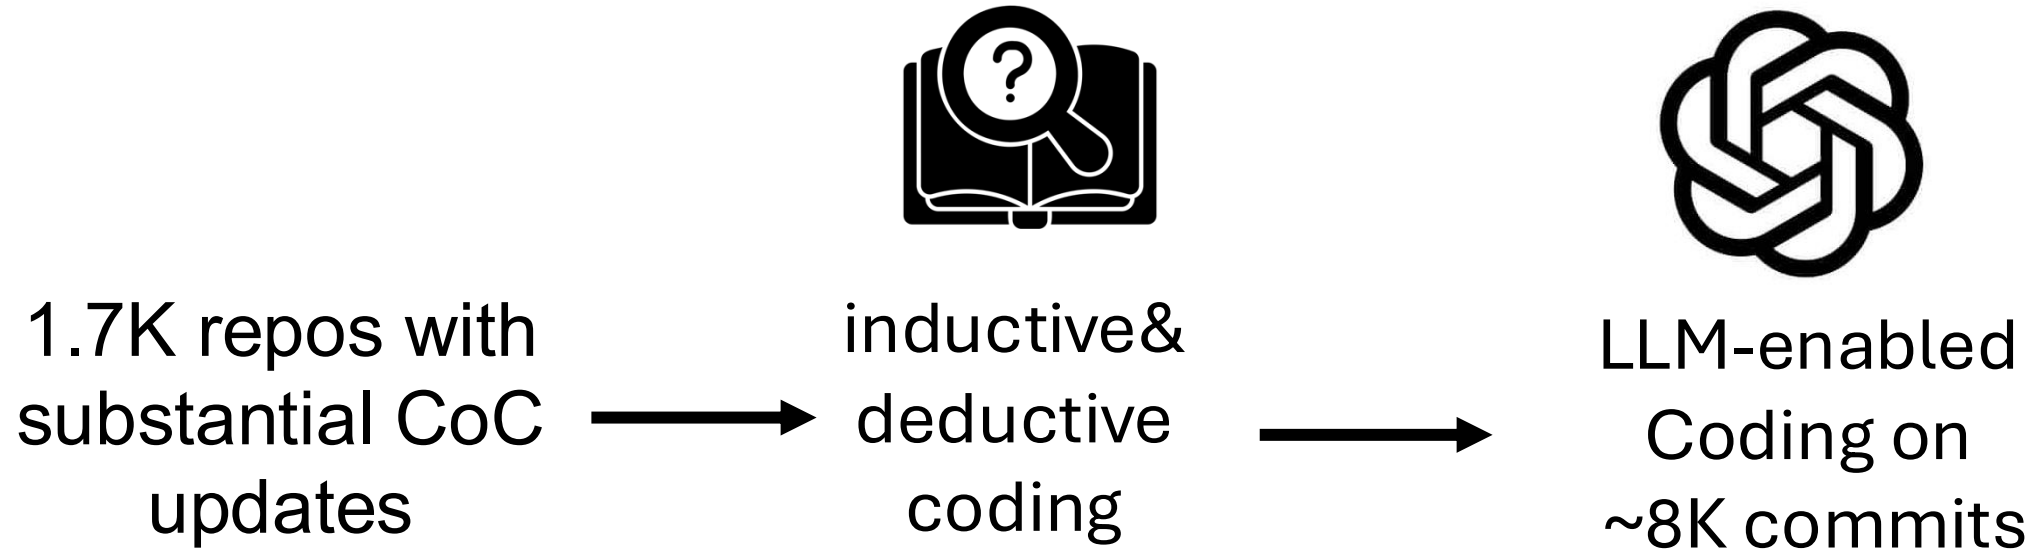 ?
1.7K repos with
substantial CoC
updates
inductive&
deductive
coding
LLM-enabled
Coding on
~8K commits